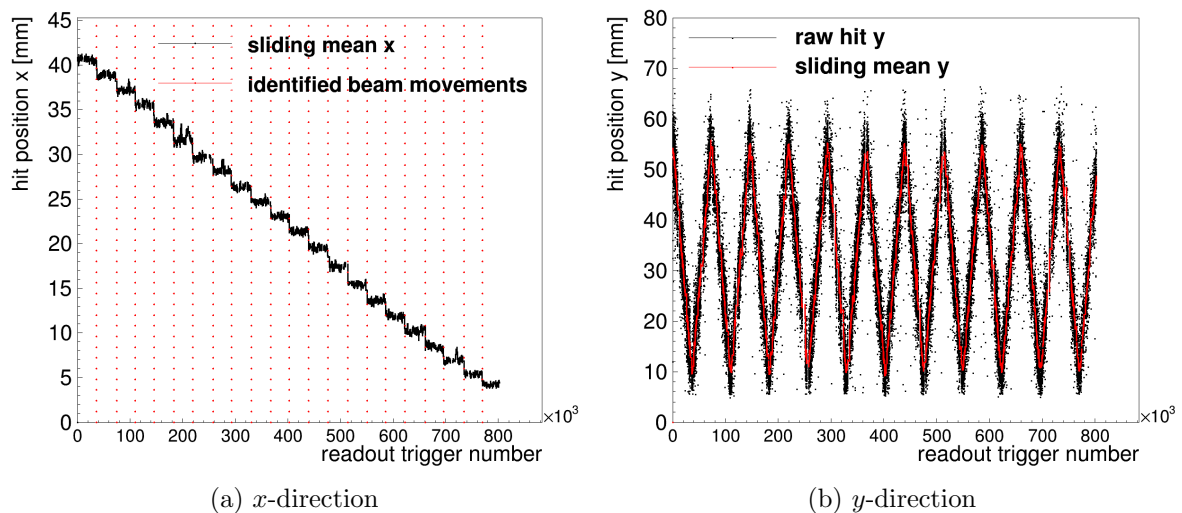 hit position x [mm]
45
40
35
30
25
20
15
10
5
0
sliding mean x
identified beam movements
0 100 200 300 400 500 600 700 800
×10³
readout trigger number
(a) x-direction
hit position y [mm]
80
70
60
50
40
30
20
10
0
raw hit y
sliding mean y
0 100 200 300 400 500 600 700 800
×10³
readout trigger number
(b) y-direction